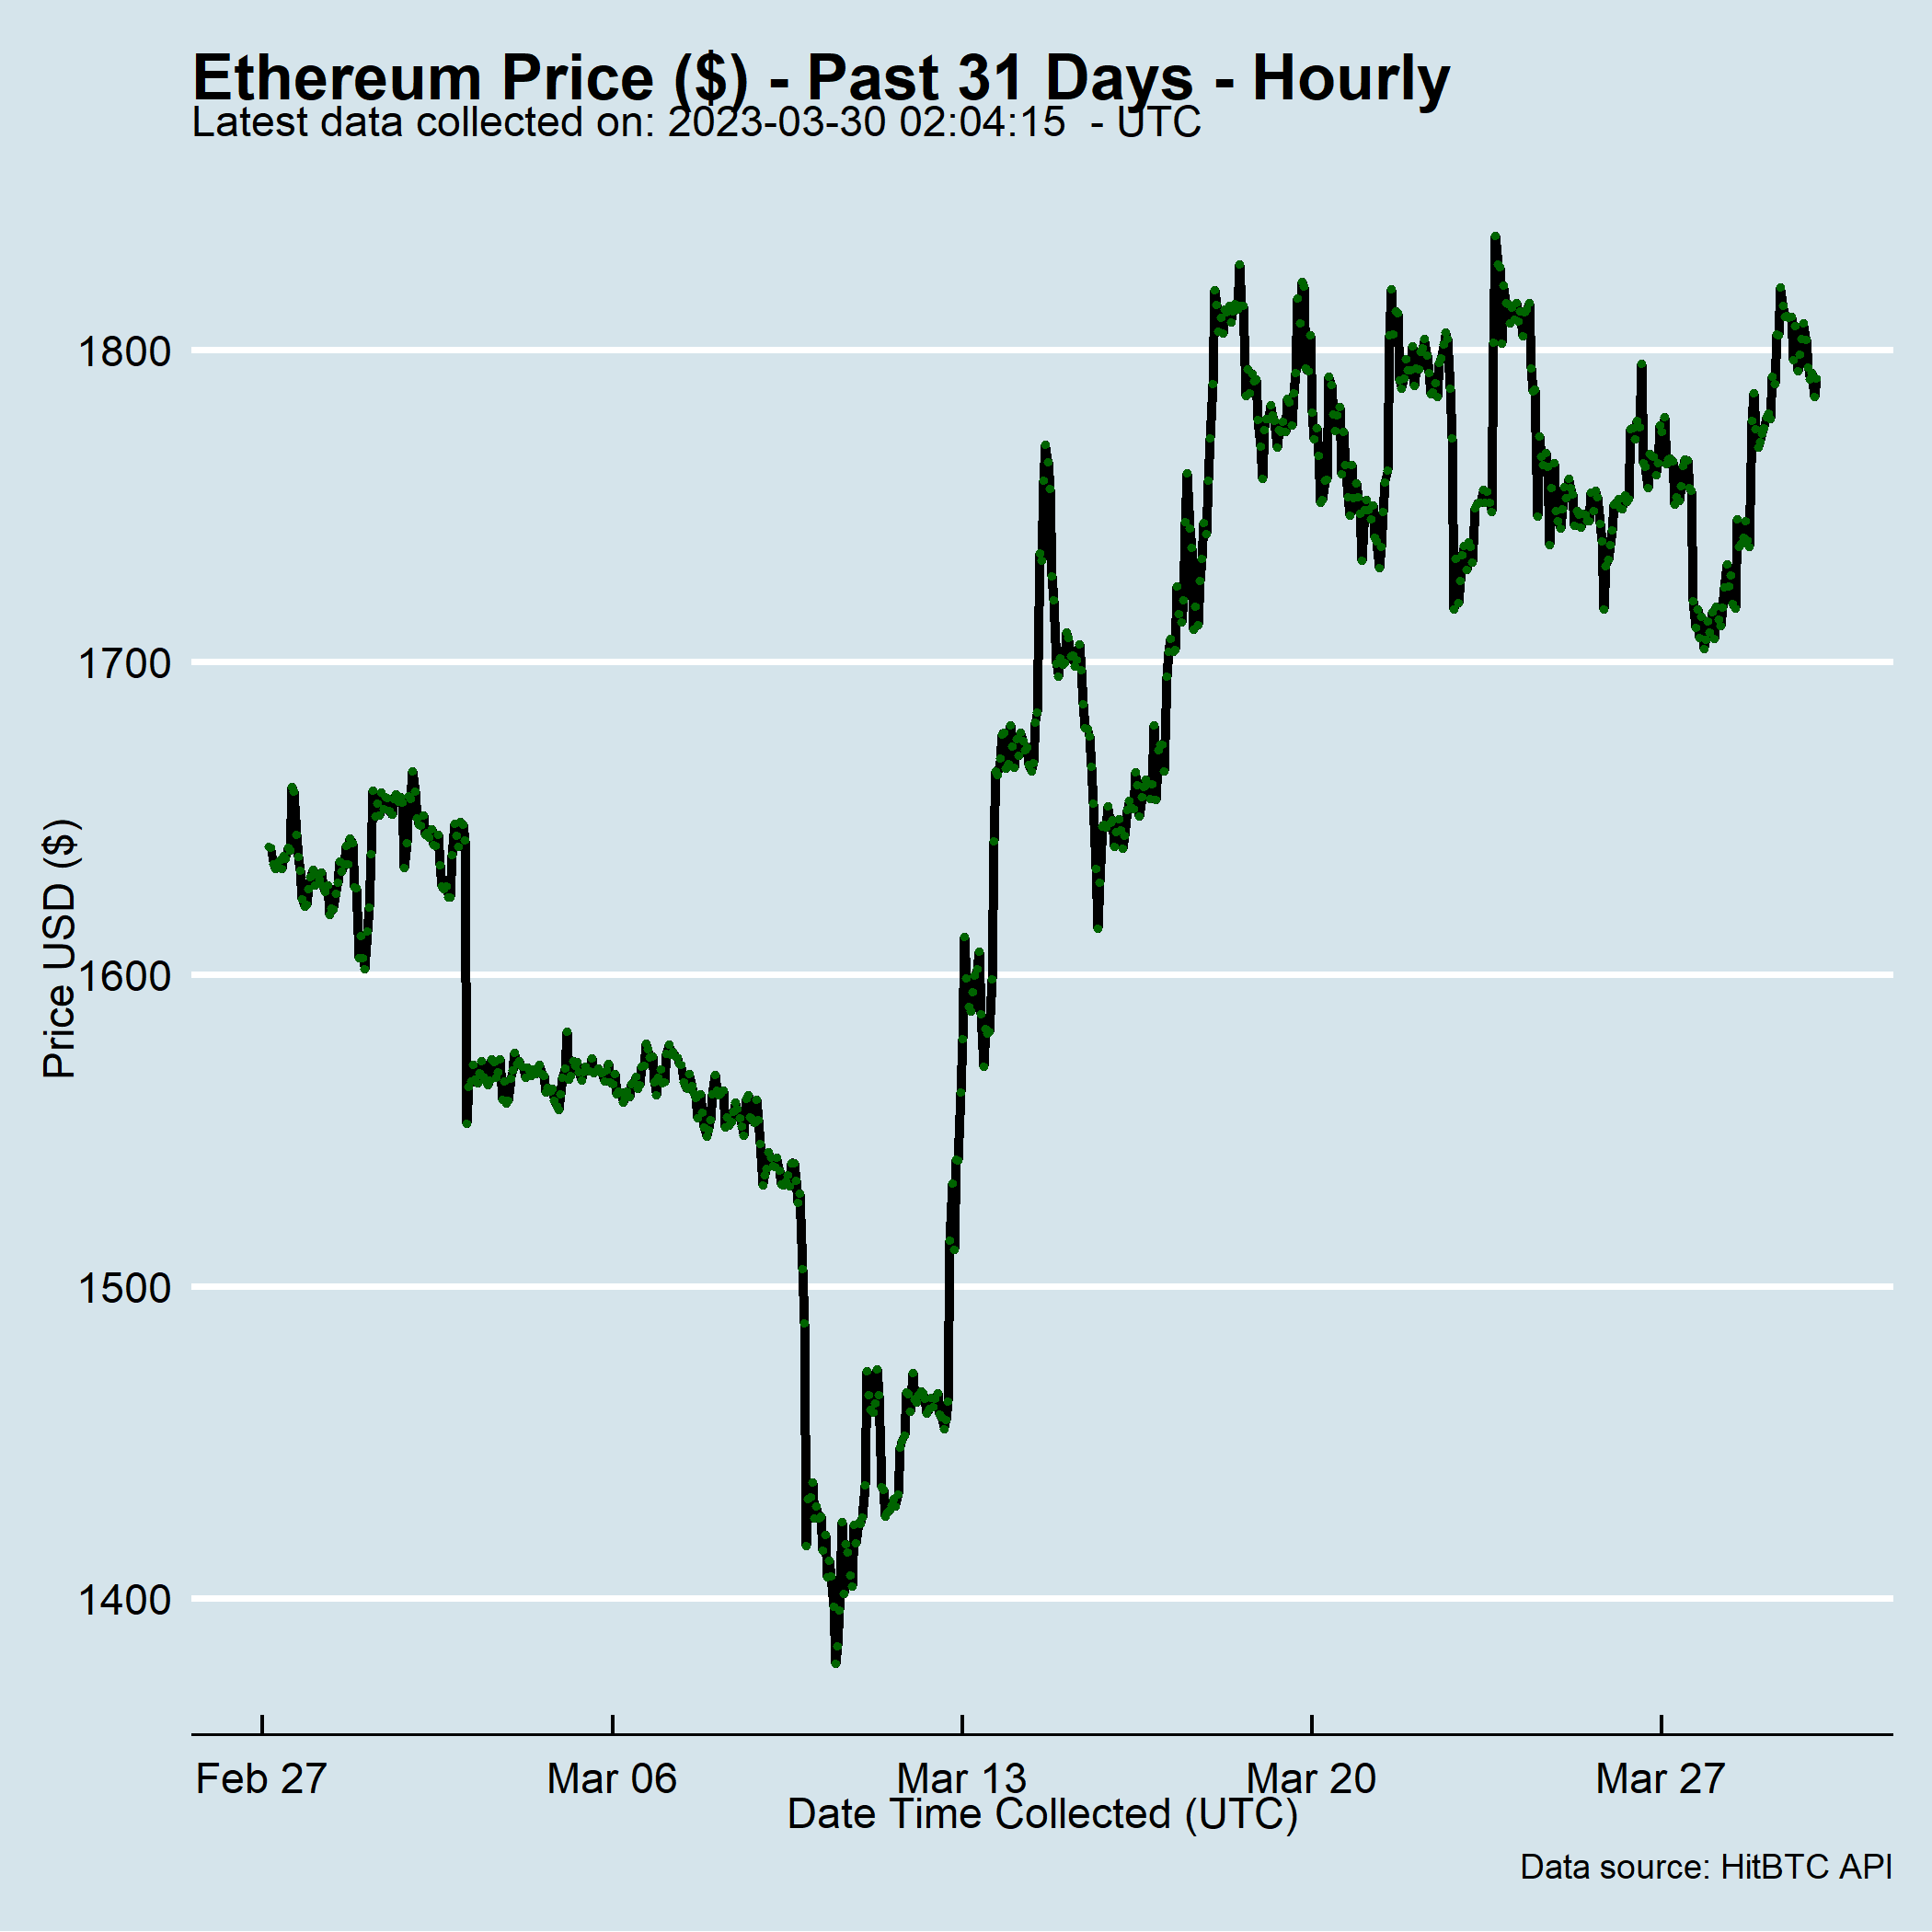 Ethereum Price ($) - Past 31 Days - Hourly
Latest data collected on: 2023-03-30 02:04:15  - UTC
1800
1700
1600
1500
1400
Price USD ($)
Feb 27
Mar 06
Mar 13
Mar 20
Mar 27
Date Time Collected (UTC)
Data source: HitBTC API